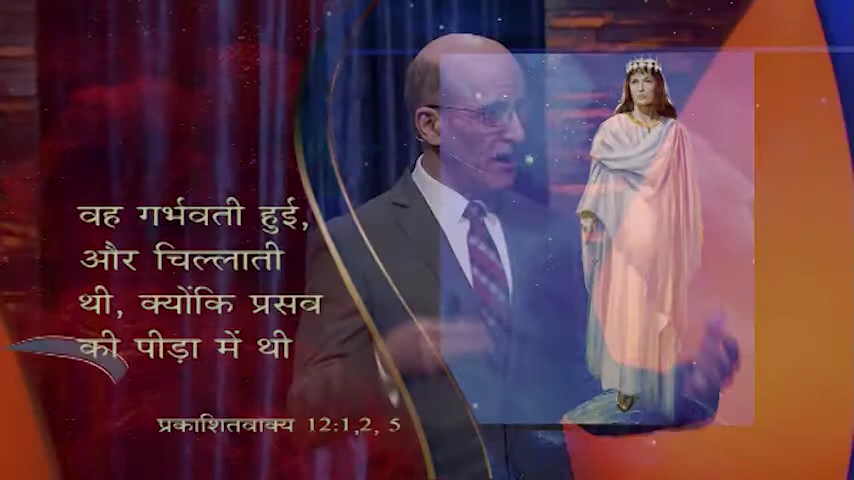 वह गर्भवती हुई,
और चिल्लाती
थी, क्योंकि प्रसव
की पीड़ा में थी
प्रकाशितवाक्य 12:1,2, 5